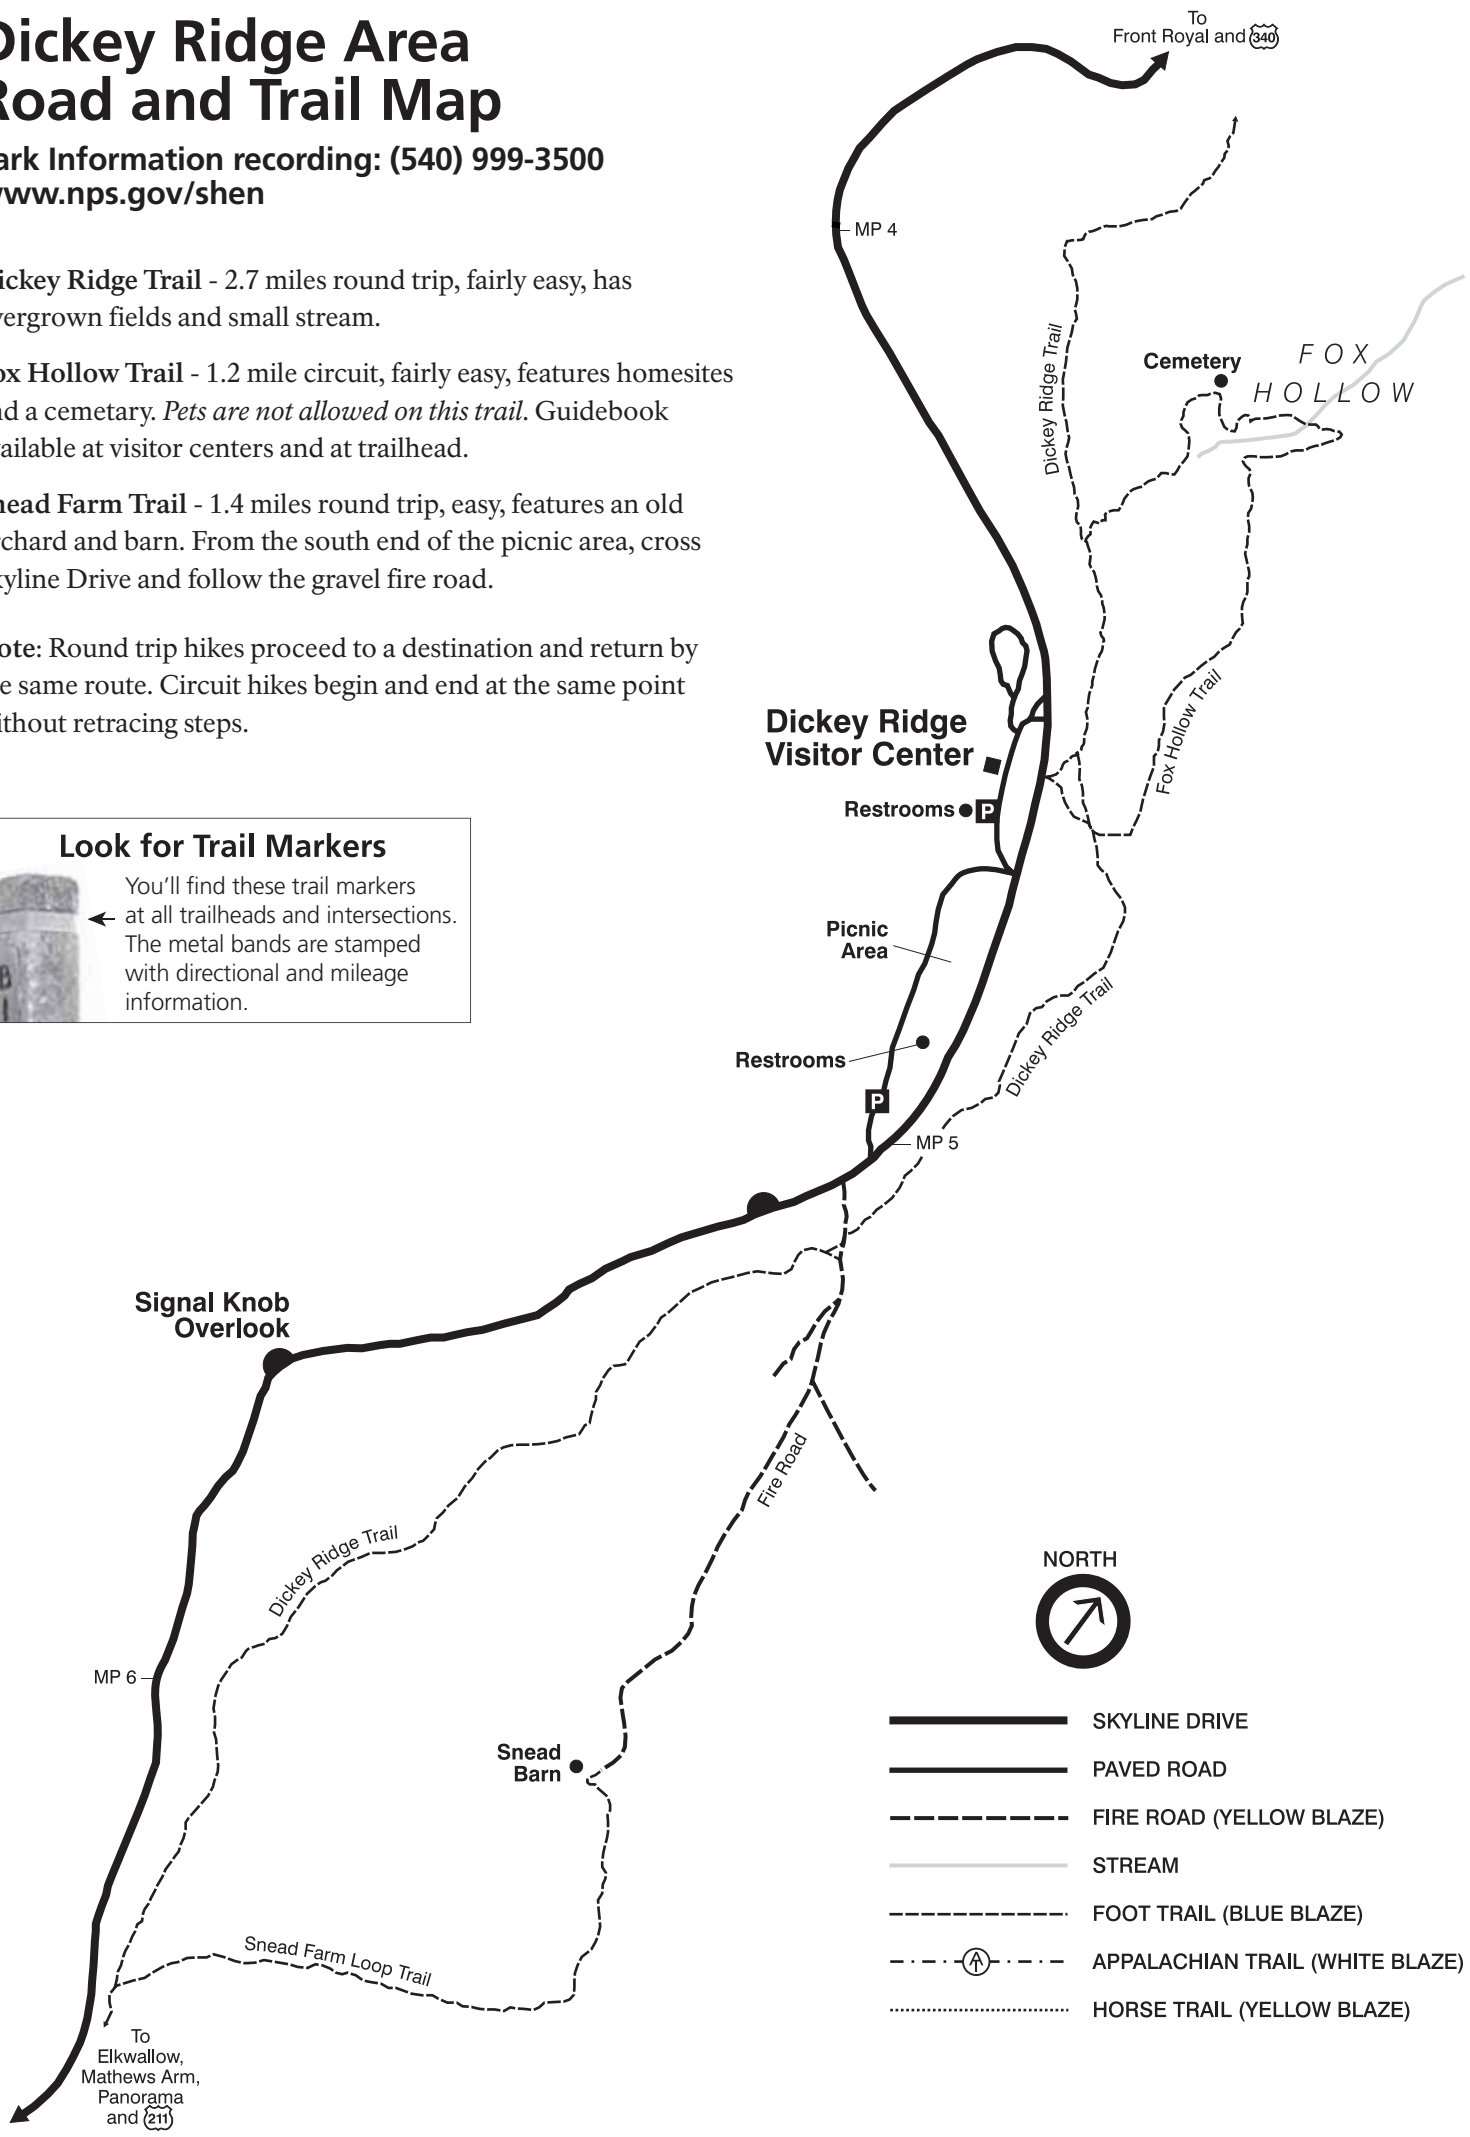 Dickey Ridge Area
Road and Trail Map
ark Information recording: (540) 999-3500
www.nps.gov/shen
ickey Ridge Trail - 2.7 miles round trip, fairly easy, has
vergrown fields and small stream.
ox Hollow Trail - 1.2 mile circuit, fairly easy, features homesites
nd a cemetary. Pets are not allowed on this trail. Guidebook
vailable at visitor centers and at trailhead.
nead Farm Trail - 1.4 miles round trip, easy, features an old
rchard and barn. From the south end of the picnic area, cross
kyline Drive and follow the gravel fire road.
ote: Round trip hikes proceed to a destination and return by
e same route. Circuit hikes begin and end at the same point
ithout retracing steps.
Look for Trail Markers
You'll find these trail markers
at all trailheads and intersections.
The metal bands are stamped
with directional and mileage
information.
To
Front Royal and 340
MP 4
Dickey Ridge Trail
Cemetery
FOX
HOLLOW
Fox Hollow Trail
Dickey Ridge
Visitor Center
Restrooms P
Picnic
Area
Dickey Ridge Trail
Restrooms
P
MP 5
Signal Knob
Overlook
Fire Road
Dickey Ridge Trail
MP 6
Snead
Barn
Snead Farm Loop Trail
To
Elkwallow,
Mathews Arm,
Panorama
and 211
NORTH
SKYLINE DRIVE
PAVED ROAD
FIRE ROAD (YELLOW BLAZE)
STREAM
FOOT TRAIL (BLUE BLAZE)
APPALACHIAN TRAIL (WHITE BLAZE)
HORSE TRAIL (YELLOW BLAZE)